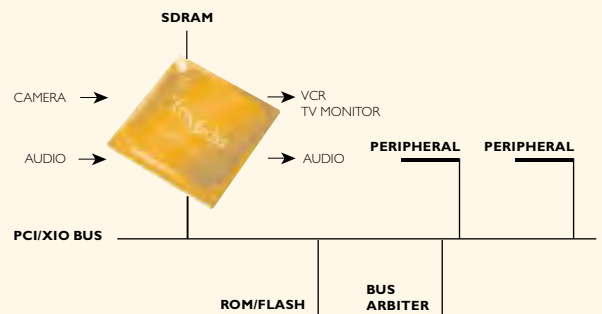 SDRAM
CAMERA
VCR
TV MONITOR
AUDIO
AUDIO
PERIPHERAL
PERIPHERAL
PCI/XIO BUS
ROM/FLASH
BUS
ARBITER